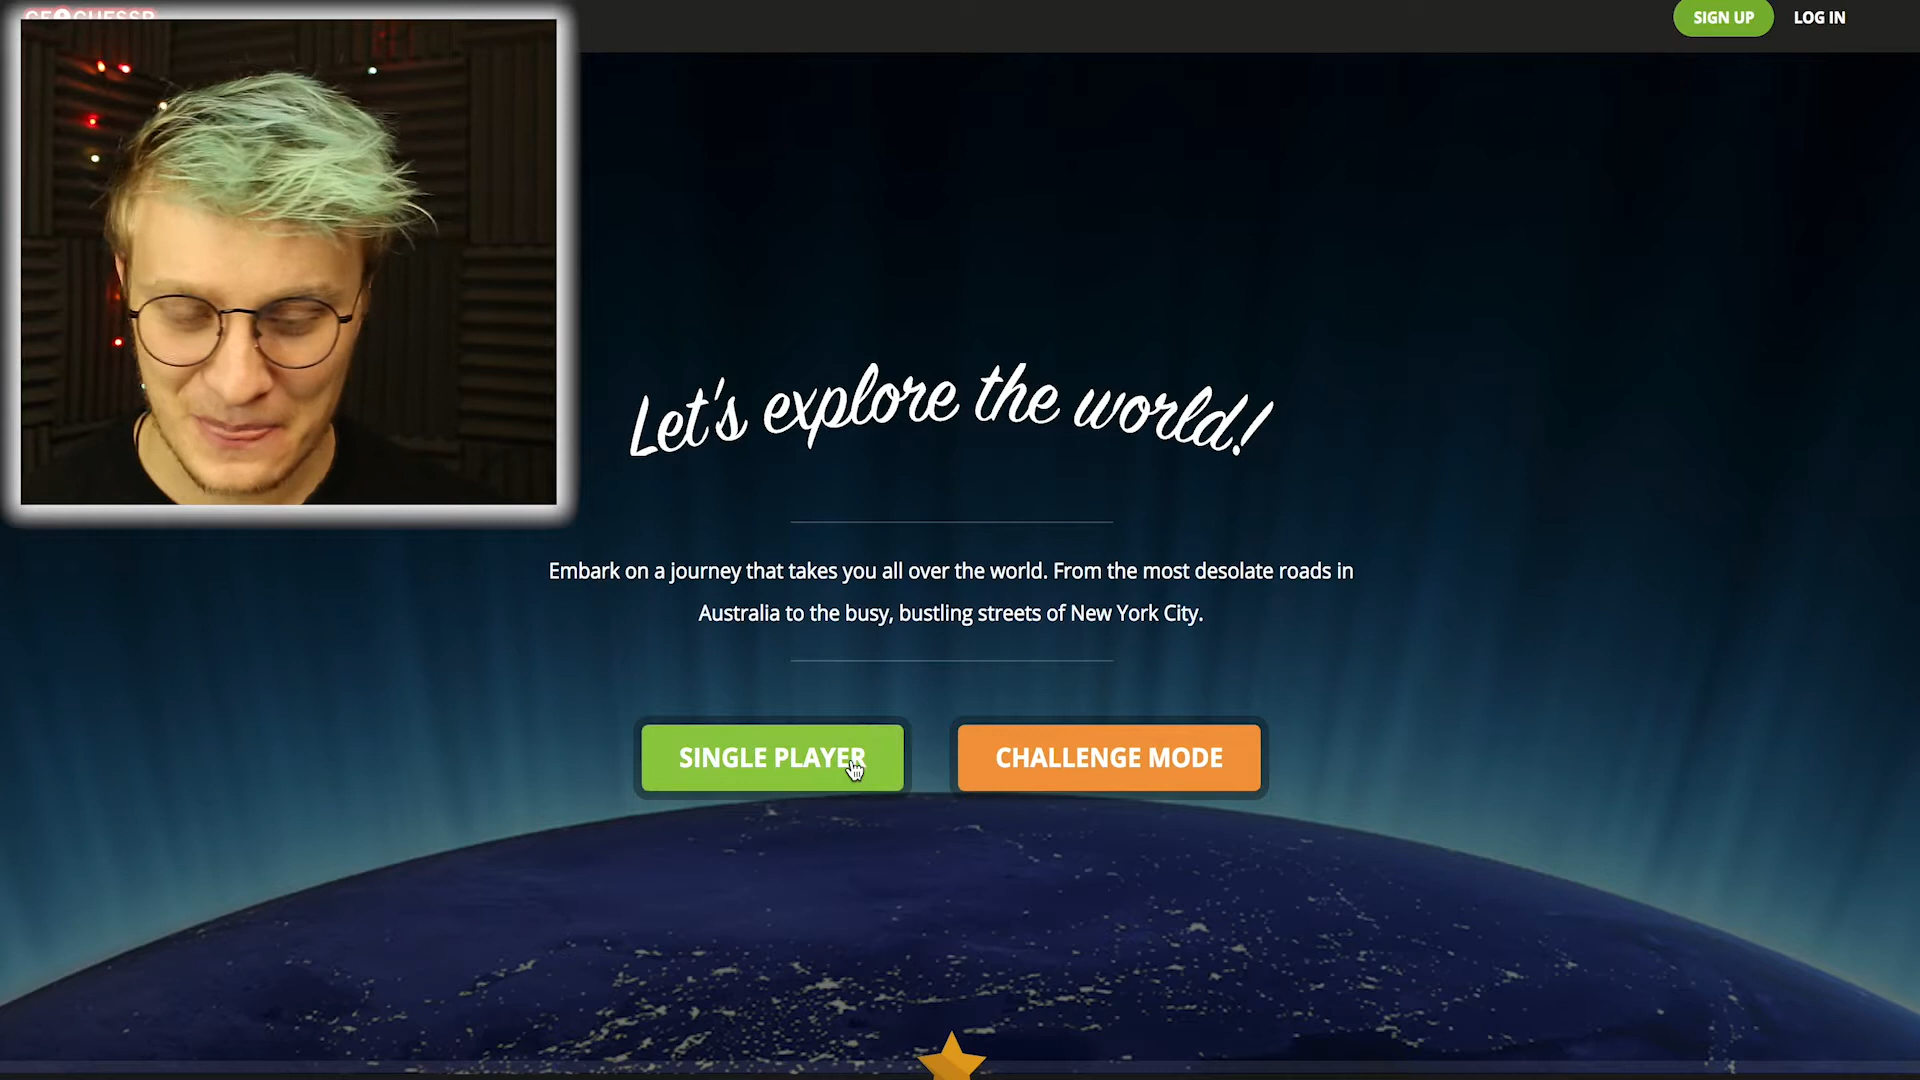 SIGN UP
LOG IN
Let's explore the world!
Embark on a journey that takes you all over the world. From the most desolate roads in
Australia to the busy, bustling streets of New York City.
SINGLE PLAYER
CHALLENGE MODE